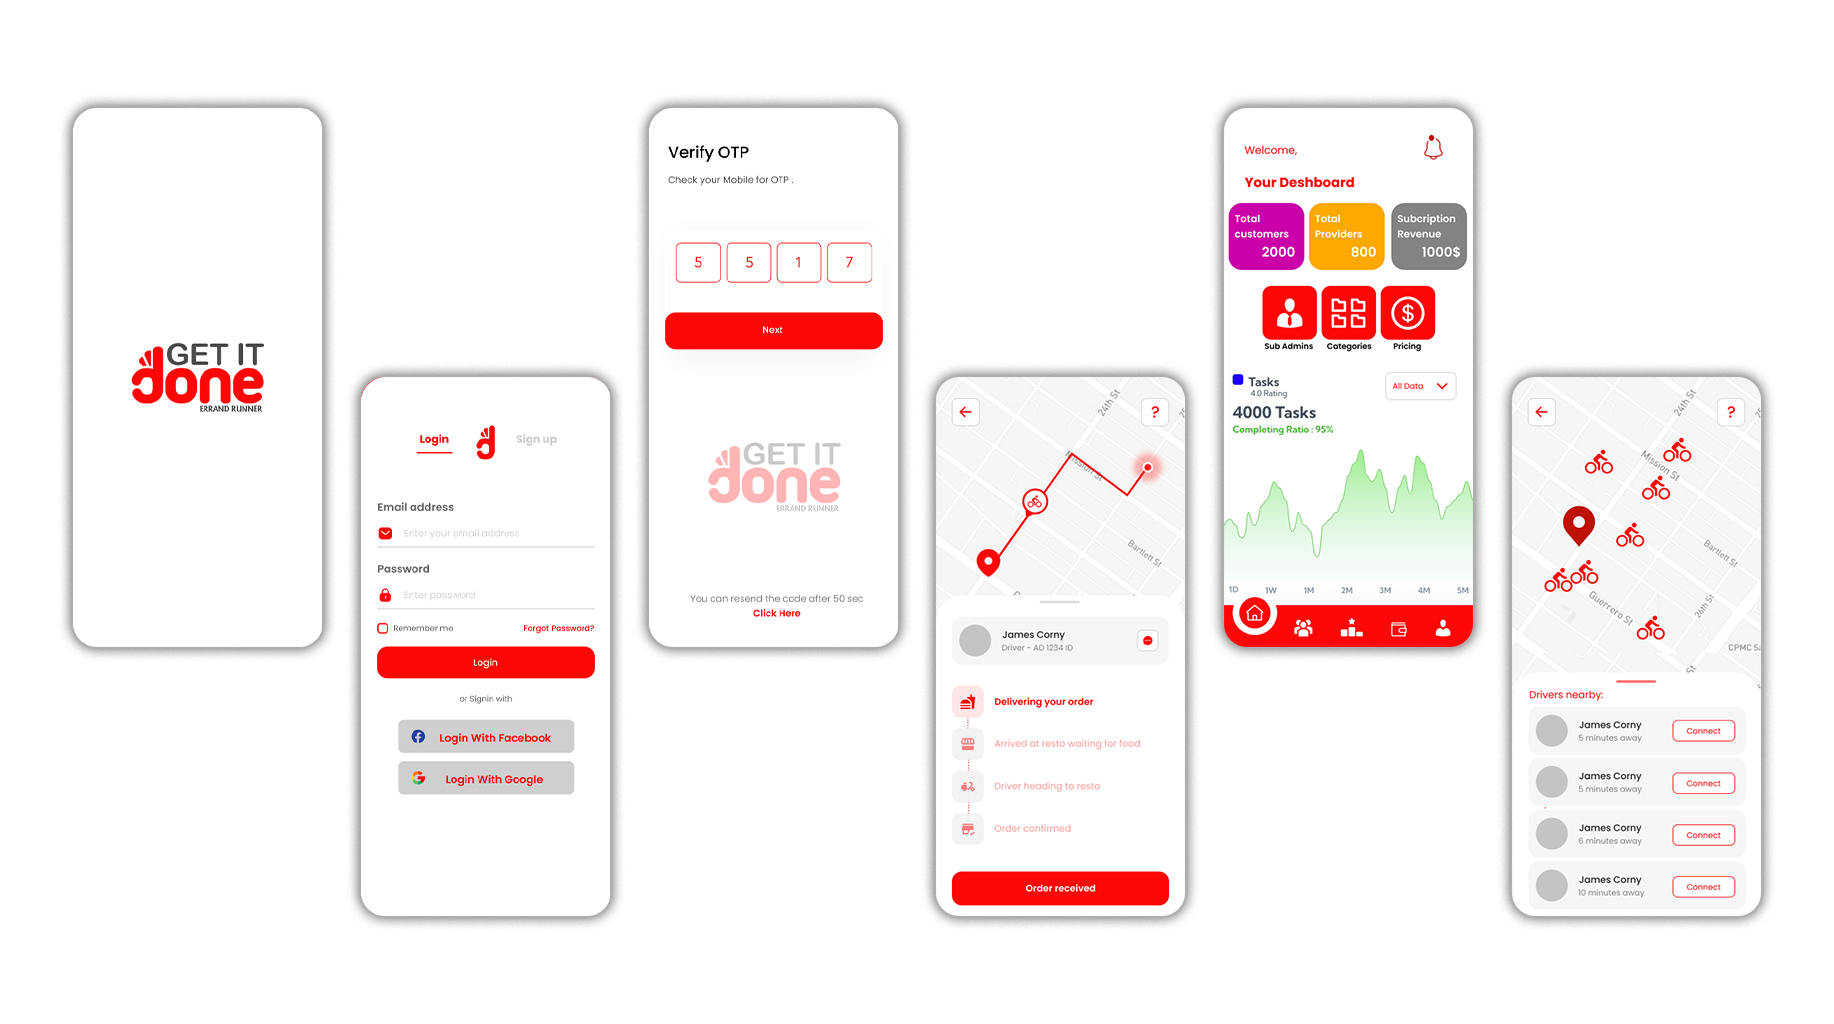 GET IT
done
ERRAND RUNNER
Login
Sign up
Email address
Enter your email address
Password
Enter password
Remember me
Forgot Password?
Login
or Signin with
Login With Facebook
Login With Google
Verify OTP
Check your Mobile for OTP .
5 5 1 7
Next
GET IT
done
ERRAND RUNNER
You can resend the code after 50 sec
Click Here
24th St
?
Mission St
Bartlett St
James Corny
Driver - AD 1234 ID
Delivering your order
Arrived at resto waiting for food
Driver heading to resto
Order confirmed
Order received
Welcome,
Your Deshboard
Total
customers
2000
Total
Providers
800
Subcription
Revenue
1000$
Sub Admins
Categories
Pricing
Tasks
4.0 Rating
All Data
4000 Tasks
Completing Ratio : 95%
1D 1W 1M 2M 3M 4M 5M
24th St
?
Mission St
Bartlett St
Guerrero St
26th St
CPMC
Drivers nearby:
James Corny
5 minutes away
Connect
James Corny
5 minutes away
Connect
James Corny
6 minutes away
Connect
James Corny
10 minutes away
Connect